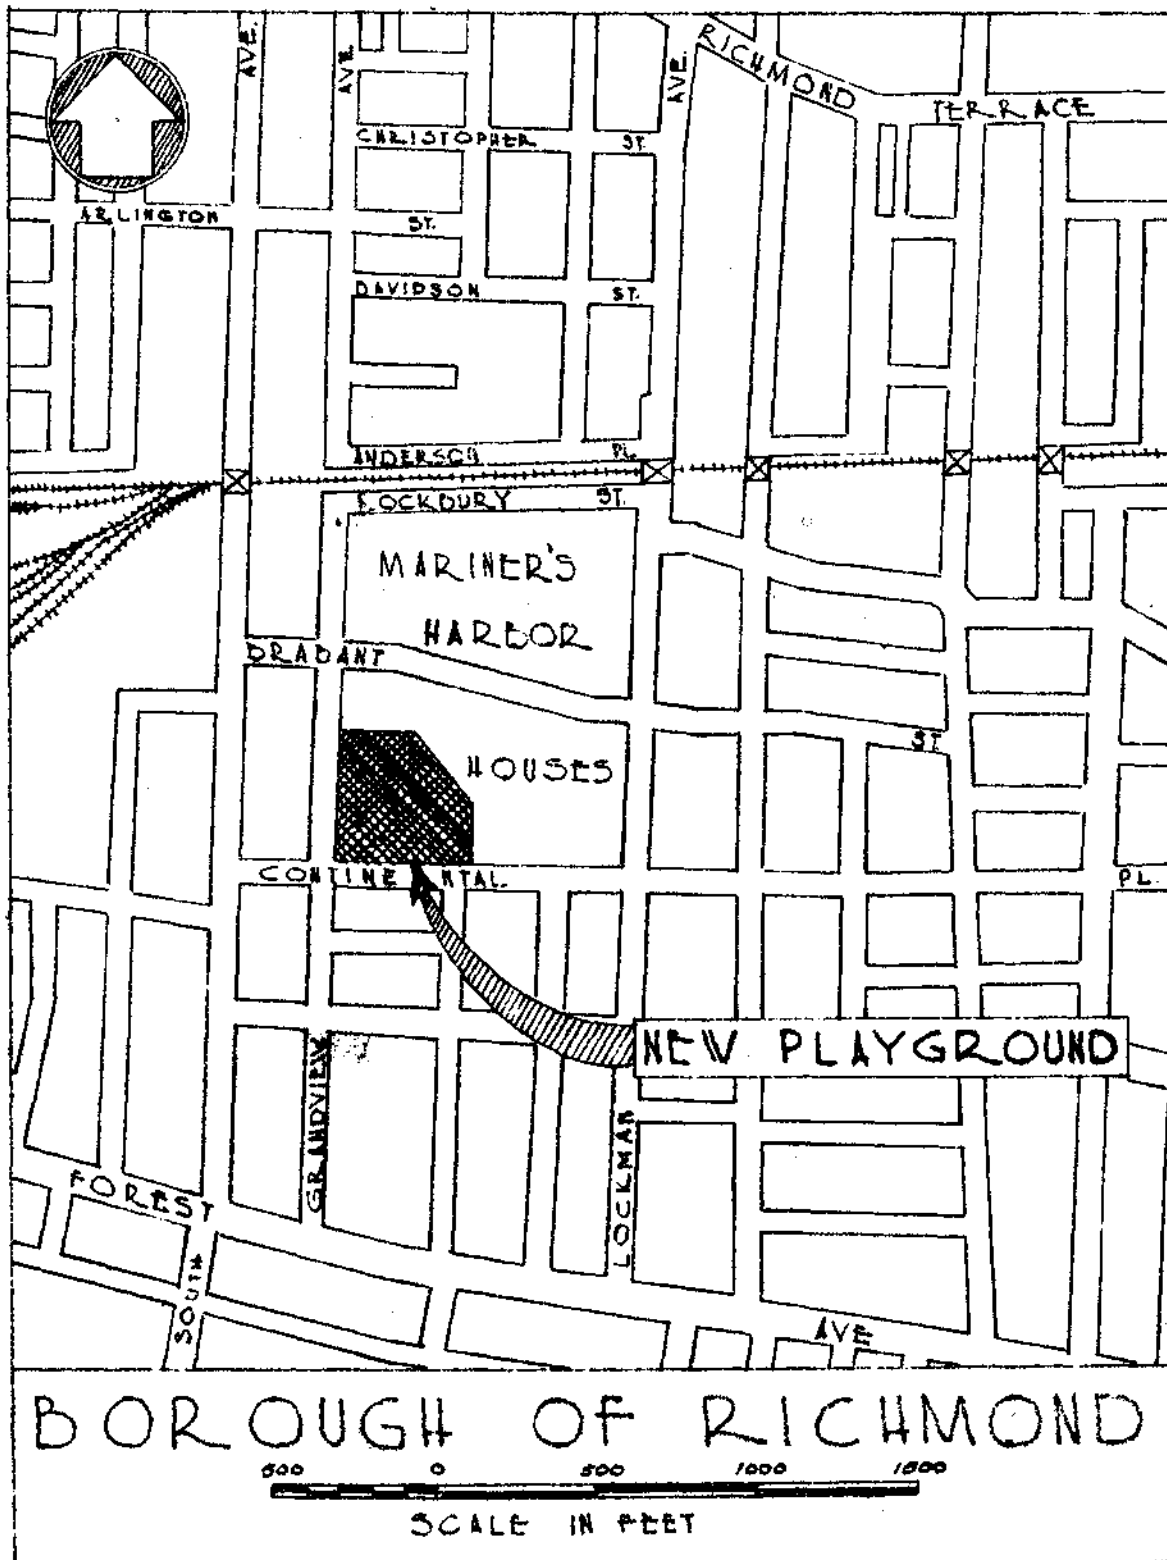 AVE.
AVE.
AVE.
RICHMOND TERRACE
CHRISTOPHER ST.
ARLINGTON
ST.
DAVIDSON ST.
ANDERSON PL.
LOCKBURY ST.
MARINER'S
HARBOR
BRABANT
ST.
HOUSES
CONTINENTAL PL.
NEW PLAYGROUND
GRANDVIEW
LOCKMAN
FOREST
SOUTH
AVE
BOROUGH OF RICHMOND
500 0 500 1000 1500
SCALE IN FEET